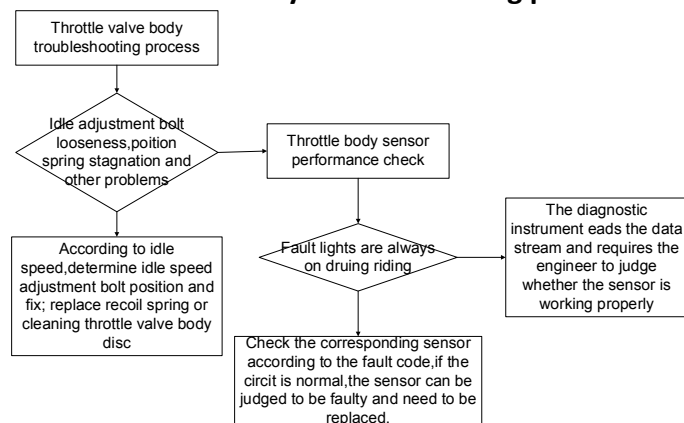 Throttle valve body
troubleshooting process
Idle adjustment bolt
looseness,poition
spring stagnation and
other problems
Throttle body sensor
performance check
According to idle
speed,determine idle speed
adjustment bolt position and
fix; replace recoil spring or
cleaning throttle valve body
disc
Fault lights are always
on druing riding
The diagnostic
instrument eads the data
stream and requires the
engineer to judge
whether the sensor is
working properly
Check the corresponding sensor
according to the fault code,if the
circit is normal,the sensor can be
judged to be faulty and need to be
replaced.